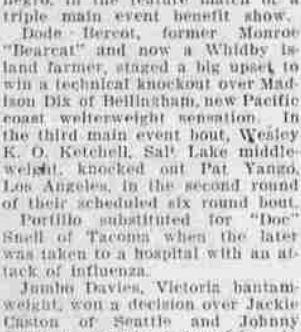 negro, in the feature match of a
triple main event benefit show.
Dode Bercot, former Monroe
"Bearcat" and now a Whidby is-
land farmer, staged a big upset to
win a technical knockout over Mad-
ison Dix of Bellingham, new Pacific
coast welterweight sensation. In
the third main event bout, Wesley
K. O. Ketchell, Salt Lake middle-
weight, knocked out Pat Yanzo,
Los Angeles, in the second round
of their scheduled six round bout.
Portillo substituted for "Doc"
Snell of Tacoma when the later
was taken to a hospital with an at-
tack of influenza.
Jumbo Davies, Victoria bantam-
weight, won a decision over Jackie
Caston of Seattle and Johnny